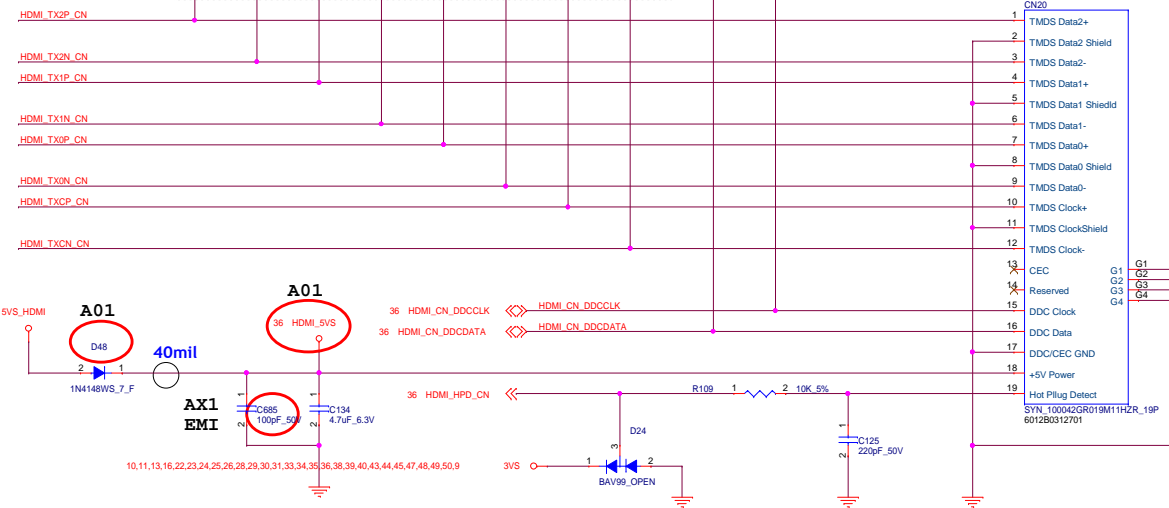 CN20
HDMI_TX2P_CN
1 TMDS Data2+
2 TMDS Data2 Shield
HDMI_TX2N_CN
3 TMDS Data2-
HDMI_TX1P_CN
4 TMDS Data1+
5 TMDS Data1 Shiedld
HDMI_TX1N_CN
6 TMDS Data1-
HDMI_TX0P_CN
7 TMDS Data0+
8 TMDS Data0 Shield
HDMI_TX0N_CN
9 TMDS Data0-
HDMI_TXCP_CN
10 TMDS Clock+
11 TMDS ClockShield
HDMI_TXCN_CN
12 TMDS Clock-
13 CEC G1 G1
G2 G2
14 Reserved G3 G3
G4 G4
A01
A01
5VS_HDMI
36 HDMI_CN_DDCCLK HDMI_CN_DDCCLK
15 DDC Clock
36 HDMI_5VS
36 HDMI_CN_DDCDATA HDMI_CN_DDCDATA
16 DDC Data
D48
40mil
17 DDC/CEC GND
2 1
18 +5V Power
1N4148WS_7_F
36 HDMI_HPD_CN
R109 1 2 10K_5%
19 Hot Plug Detect
AX1
EMI
1 C685 2
100pF_50V
1 C134 2
4.7uF_6.3V
SYN_100042GR019M11HZR_19P
6012B0312701
D24
3
1 C125 2
220pF_50V
10,11,13,16,22,23,24,25,26,28,29,30,31,33,34,35,36,38,39,40,43,44,45,47,48,49,50,9
3VS 1 2
BAV99_OPEN